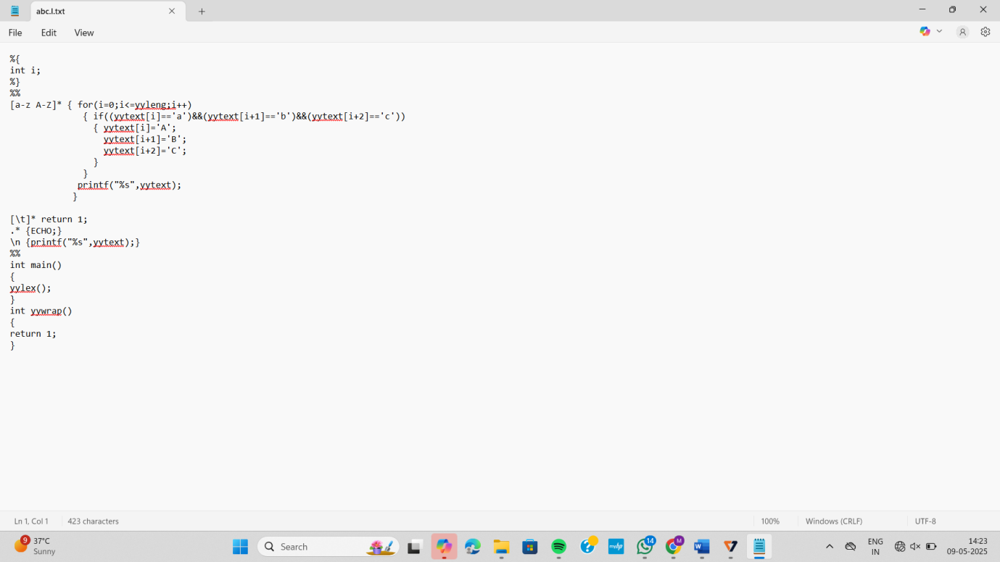 abc.l.txt
File Edit View
%{
int i;
%}
%%
[a-z A-Z]* { for(i=0;i<=yyleng;i++)
{ if((yytext[i]=='a')&&(yytext[i+1]=='b')&&(yytext[i+2]=='c'))
{ yytext[i]='A';
yytext[i+1]='B';
yytext[i+2]='C';
}
}
printf("%s",yytext);
}
[\t]* return 1;
.* {ECHO;}
\n {printf("%s",yytext);}
%%
int main()
{
yylex();
}
int yywrap()
{
return 1;
}
Ln 1, Col 1 423 characters 100% Windows (CRLF) UTF-8
9 37°C
Sunny
Search
myhp
14
M
W
ENG
IN
14:23
09-05-2025